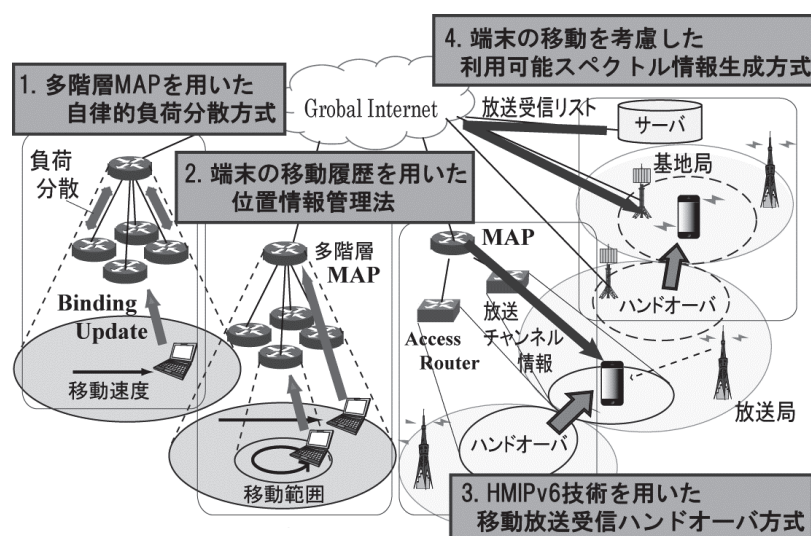 4. 端末の移動を考慮した
利用可能スペクトル情報生成方式
1. 多階層MAPを用いた
自律的負荷分散方式
Grobal Internet
放送受信リスト
サーバ
負荷
分散
2. 端末の移動履歴を用いた
位置情報管理法
基地局
多階層
MAP
MAP
Binding
Update
Access
Router
放送
チャンネル
情報
ハンドオーバ
移動速度
放送局
ハンドオーバ
移動範囲
3. HMIPv6技術を用いた
移動放送受信ハンドオーバ方式